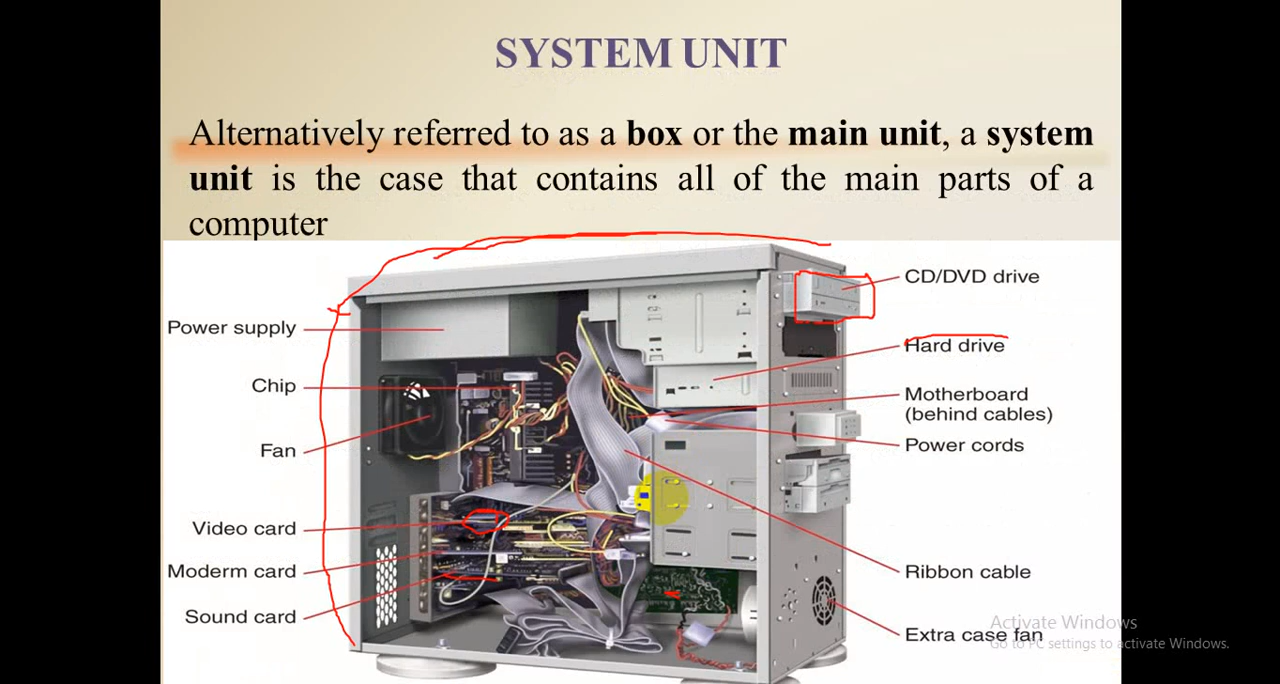 SYSTEM UNIT
Alternatively referred to as a box or the main unit, a system
unit is the case that contains all of the main parts of a
computer
CD/DVD drive
Power supply
Hard drive
Chip
Motherboard
(behind cables)
Fan
Power cords
Video card
Moderm card
Ribbon cable
Sound card
Extra case fan
Activate Windows
Go to PC settings to activate Windows.